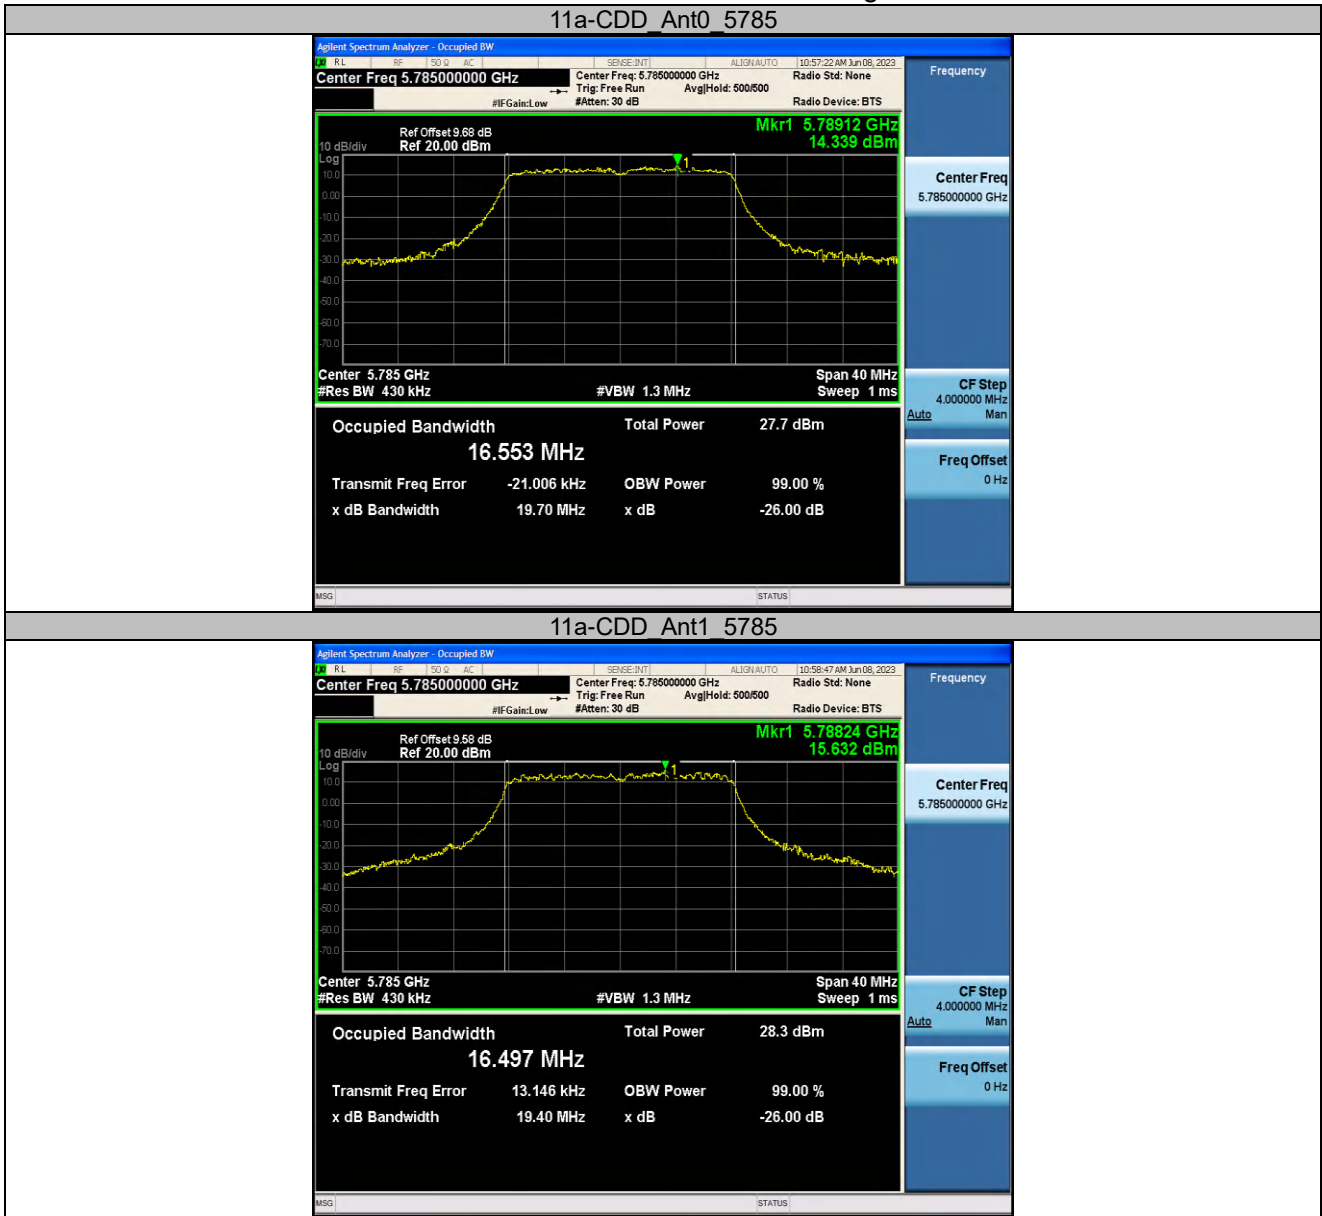 11a-CDD_Ant0_5785
Agilent Spectrum Analyzer - Occupied BW
RL RF 50 Ω AC SENSE:INT ALIGN AUTO 10:57:22 AM Jun 08, 2023
Center Freq 5.785000000 GHz
Center Freq: 5.785000000 GHz Radio Std: None
Trig: Free Run Avg|Hold: 500/500
#IFGain:Low #Atten: 30 dB Radio Device: BTS
Frequency
Mkr1 5.78912 GHz
14.339 dBm
Ref Offset 9.68 dB
10 dB/div Ref 20.00 dBm
Log
10.0
0.00
-10.0
-20.0
-30.0
-40.0
-50.0
-60.0
-70.0
1
Center Freq
5.785000000 GHz
Center 5.785 GHz Span 40 MHz
#Res BW 430 kHz #VBW 1.3 MHz Sweep 1 ms
CF Step
4.000000 MHz
Auto Man
Occupied Bandwidth Total Power 27.7 dBm
16.553 MHz
Transmit Freq Error -21.006 kHz OBW Power 99.00 %
x dB Bandwidth 19.70 MHz x dB -26.00 dB
Freq Offset
0 Hz
MSG STATUS
11a-CDD_Ant1_5785
Agilent Spectrum Analyzer - Occupied BW
RL RF 50 Ω AC SENSE:INT ALIGN AUTO 10:58:47 AM Jun 08, 2023
Center Freq 5.785000000 GHz
Center Freq: 5.785000000 GHz Radio Std: None
Trig: Free Run Avg|Hold: 500/500
#IFGain:Low #Atten: 30 dB Radio Device: BTS
Frequency
Mkr1 5.78824 GHz
15.632 dBm
Ref Offset 9.58 dB
10 dB/div Ref 20.00 dBm
Log
10.0
0.00
-10.0
-20.0
-30.0
-40.0
-50.0
-60.0
-70.0
1
Center Freq
5.785000000 GHz
Center 5.785 GHz Span 40 MHz
#Res BW 430 kHz #VBW 1.3 MHz Sweep 1 ms
CF Step
4.000000 MHz
Auto Man
Occupied Bandwidth Total Power 28.3 dBm
16.497 MHz
Transmit Freq Error 13.146 kHz OBW Power 99.00 %
x dB Bandwidth 19.40 MHz x dB -26.00 dB
Freq Offset
0 Hz
MSG STATUS